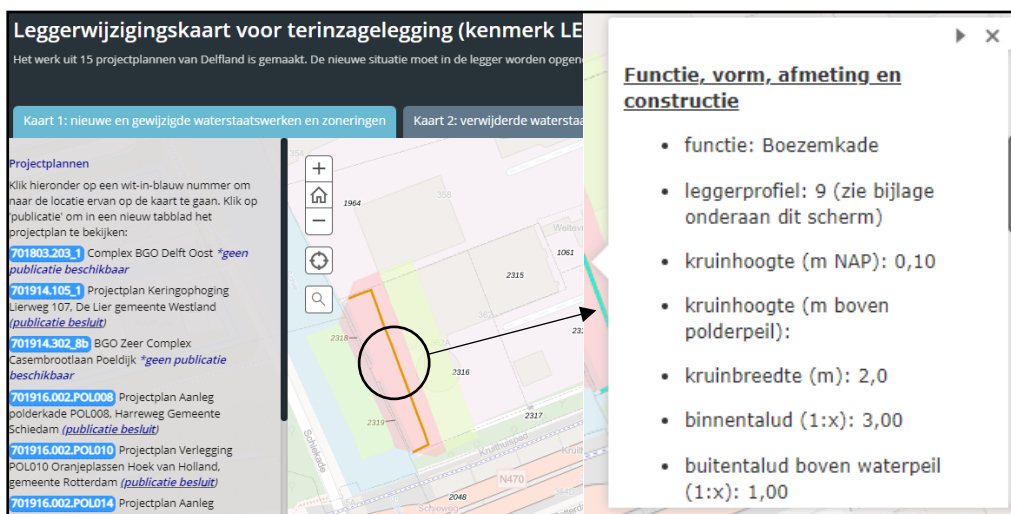 Leggerwijzigingskaart voor terinzagelegging (kenmerk LE
Het werk uit 15 projectplannen van Delfland is gemaakt. De nieuwe situatie moet in de legger worden opgen
Kaart 1: nieuwe en gewijzigde waterstaatswerken en zoneringen
Kaart 2: verwijderde waterstaa
Projectplannen
Klik hieronder op een wit-in-blauw nummer om
naar de locatie ervan op de kaart te gaan. Klik op
'publicatie' om in een nieuw tabblad het
projectplan te bekijken:
701803.203_1 Complex BGO Delft Oost *geen
publicatie beschikbaar
701914.105_1 Projectplan Keringophoging
Lierweg 107, De Lier gemeente Westland
(publicatie besluit)
701914.302_8b BGO Zeer Complex
Casembrootlaan Poeldijk *geen publicatie
beschikbaar
701916.002.POL008 Projectplan Aanleg
polderkade POL008, Harreweg Gemeente
Schiedam (publicatie besluit)
701916.002.POL010 Projectplan Verlegging
POL010 Oranjeplassen Hoek van Holland,
gemeente Rotterdam (publicatie besluit)
701916.002.POL014 Projectplan Aanleg
354
1964
358
Weltev
1061
2315
362
2318
2316
2319
2317
Schiekade
Kruithuispad
Kruit
N470
2048
Schieweg
354
Functie, vorm, afmeting en
constructie
• functie: Boezemkade
• leggerprofiel: 9 (zie bijlage
onderaan dit scherm)
• kruinhoogte (m NAP): 0,10
• kruinhoogte (m boven
polderpeil):
• kruinbreedte (m): 2,0
• binnentalud (1:x): 3,00
• buitentalud boven waterpeil
(1:x): 1,00